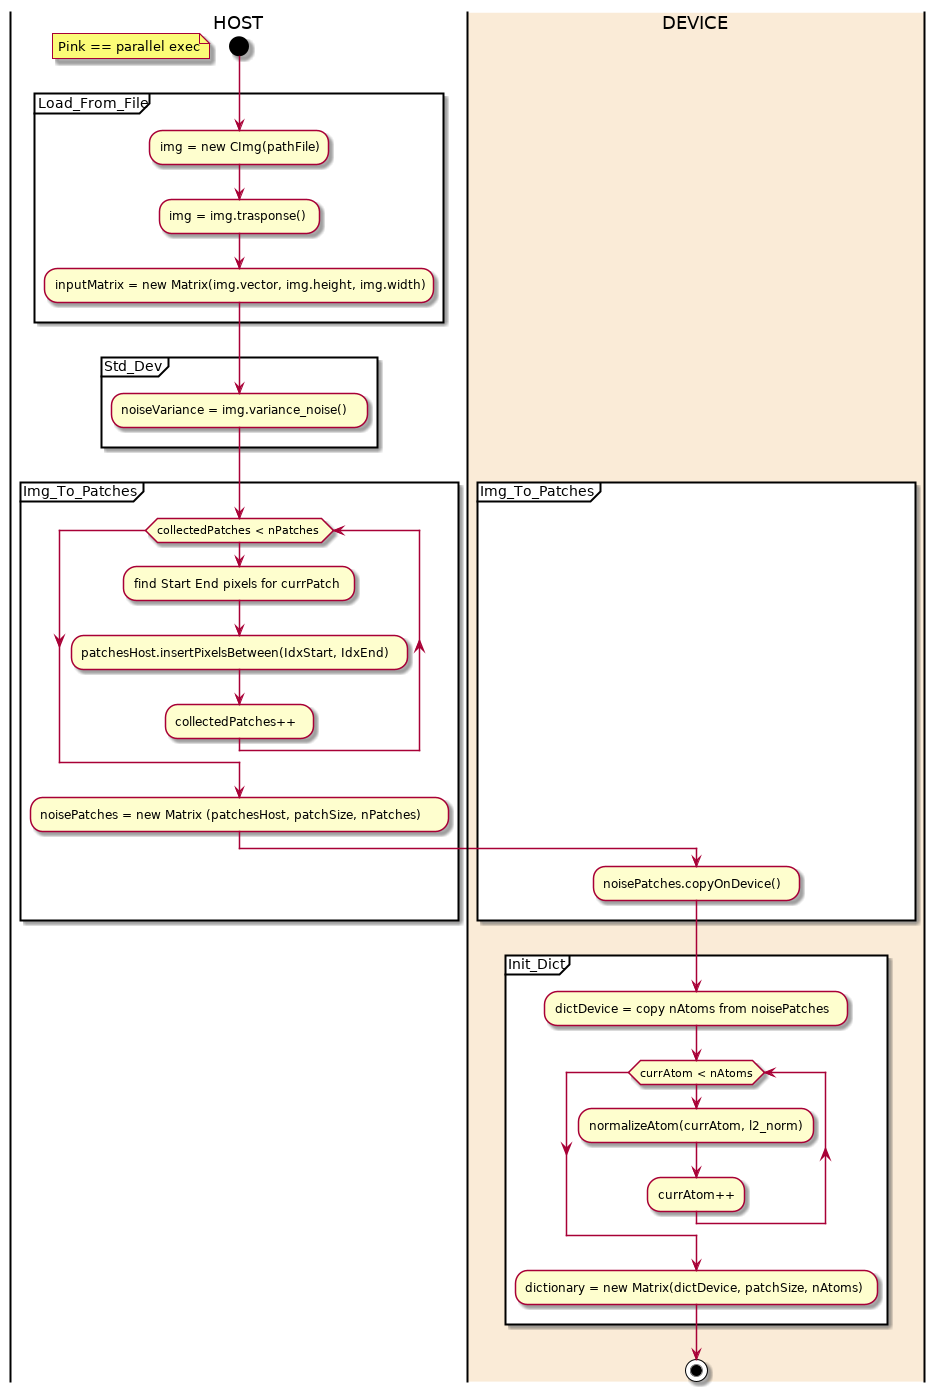 HOST
DEVICE
Pink == parallel exec
Load_From_File
img = new CImg(pathFile)
img = img.trasponse()
inputMatrix = new Matrix(img.vector, img.height, img.width)
Std_Dev
noiseVariance = img.variance_noise()
Img_To_Patches
Img_To_Patches
collectedPatches < nPatches
find Start End pixels for currPatch
patchesHost.insertPixelsBetween(IdxStart, IdxEnd)
collectedPatches++
noisePatches = new Matrix (patchesHost, patchSize, nPatches)
noisePatches.copyOnDevice()
Init_Dict
dictDevice = copy nAtoms from noisePatches
currAtom < nAtoms
normalizeAtom(currAtom, l2_norm)
currAtom++
dictionary = new Matrix(dictDevice, patchSize, nAtoms)